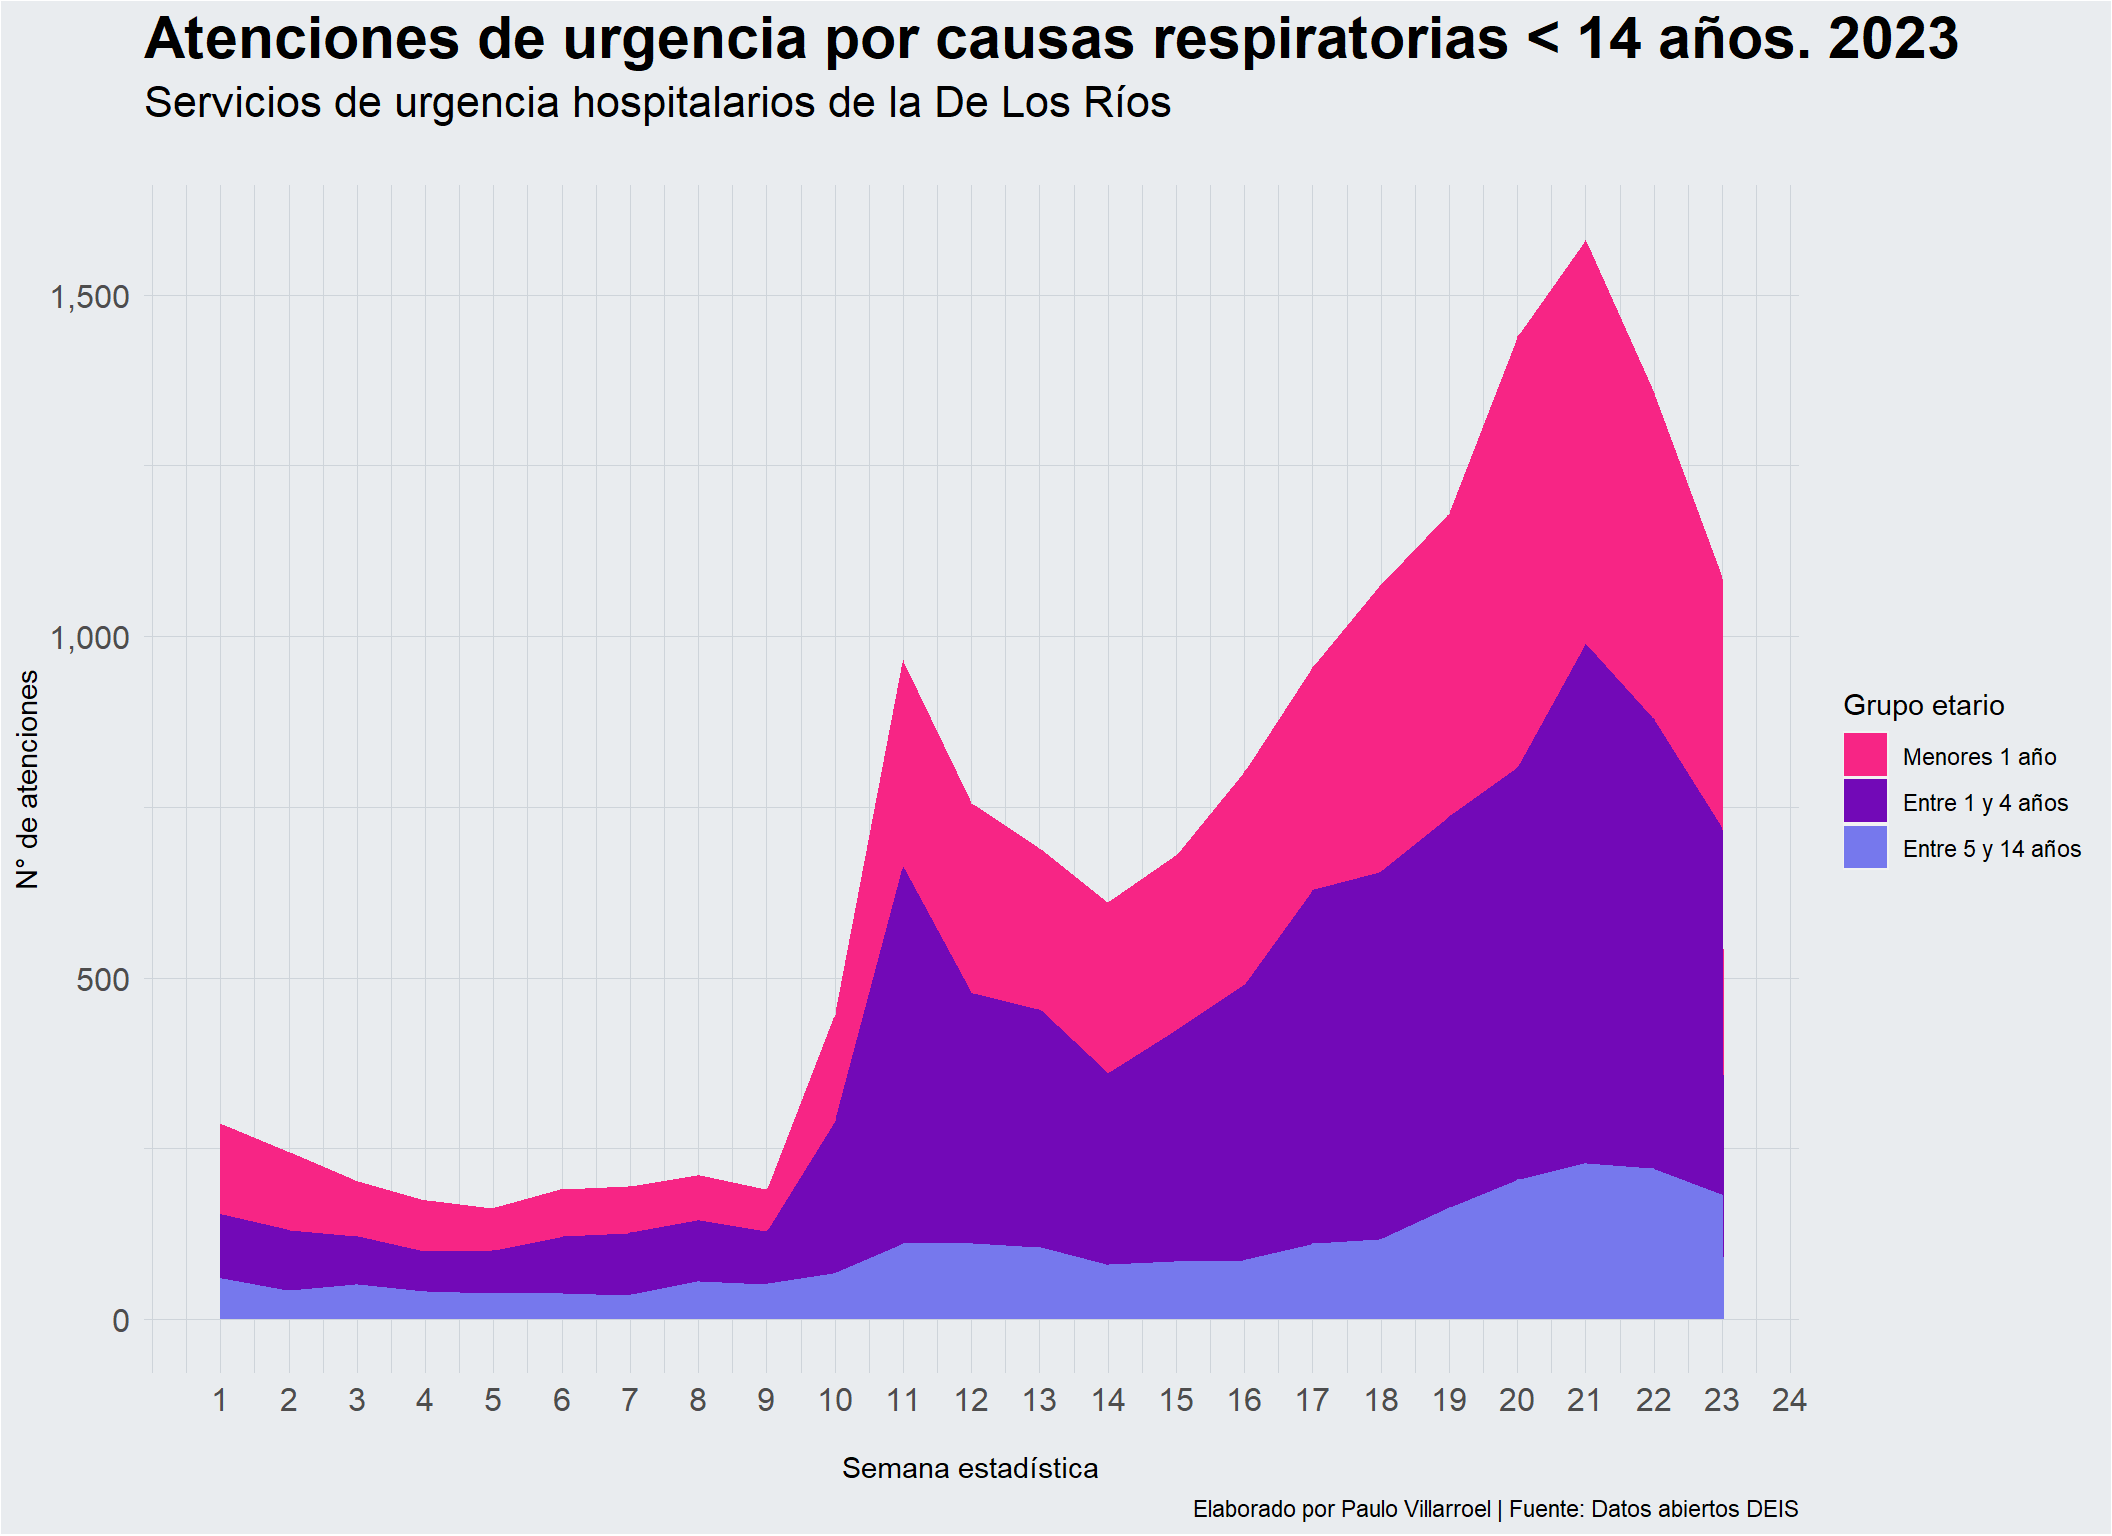 Atenciones de urgencia por causas respiratorias < 14 años. 2023
Servicios de urgencia hospitalarios de la De Los Ríos
1,500
1,000
500
0
N° de atenciones
1 2 3 4 5 6 7 8 9 10 11 12 13 14 15 16 17 18 19 20 21 22 23 24
Semana estadística
Grupo etario
Menores 1 año
Entre 1 y 4 años
Entre 5 y 14 años
Elaborado por Paulo Villarroel | Fuente: Datos abiertos DEIS